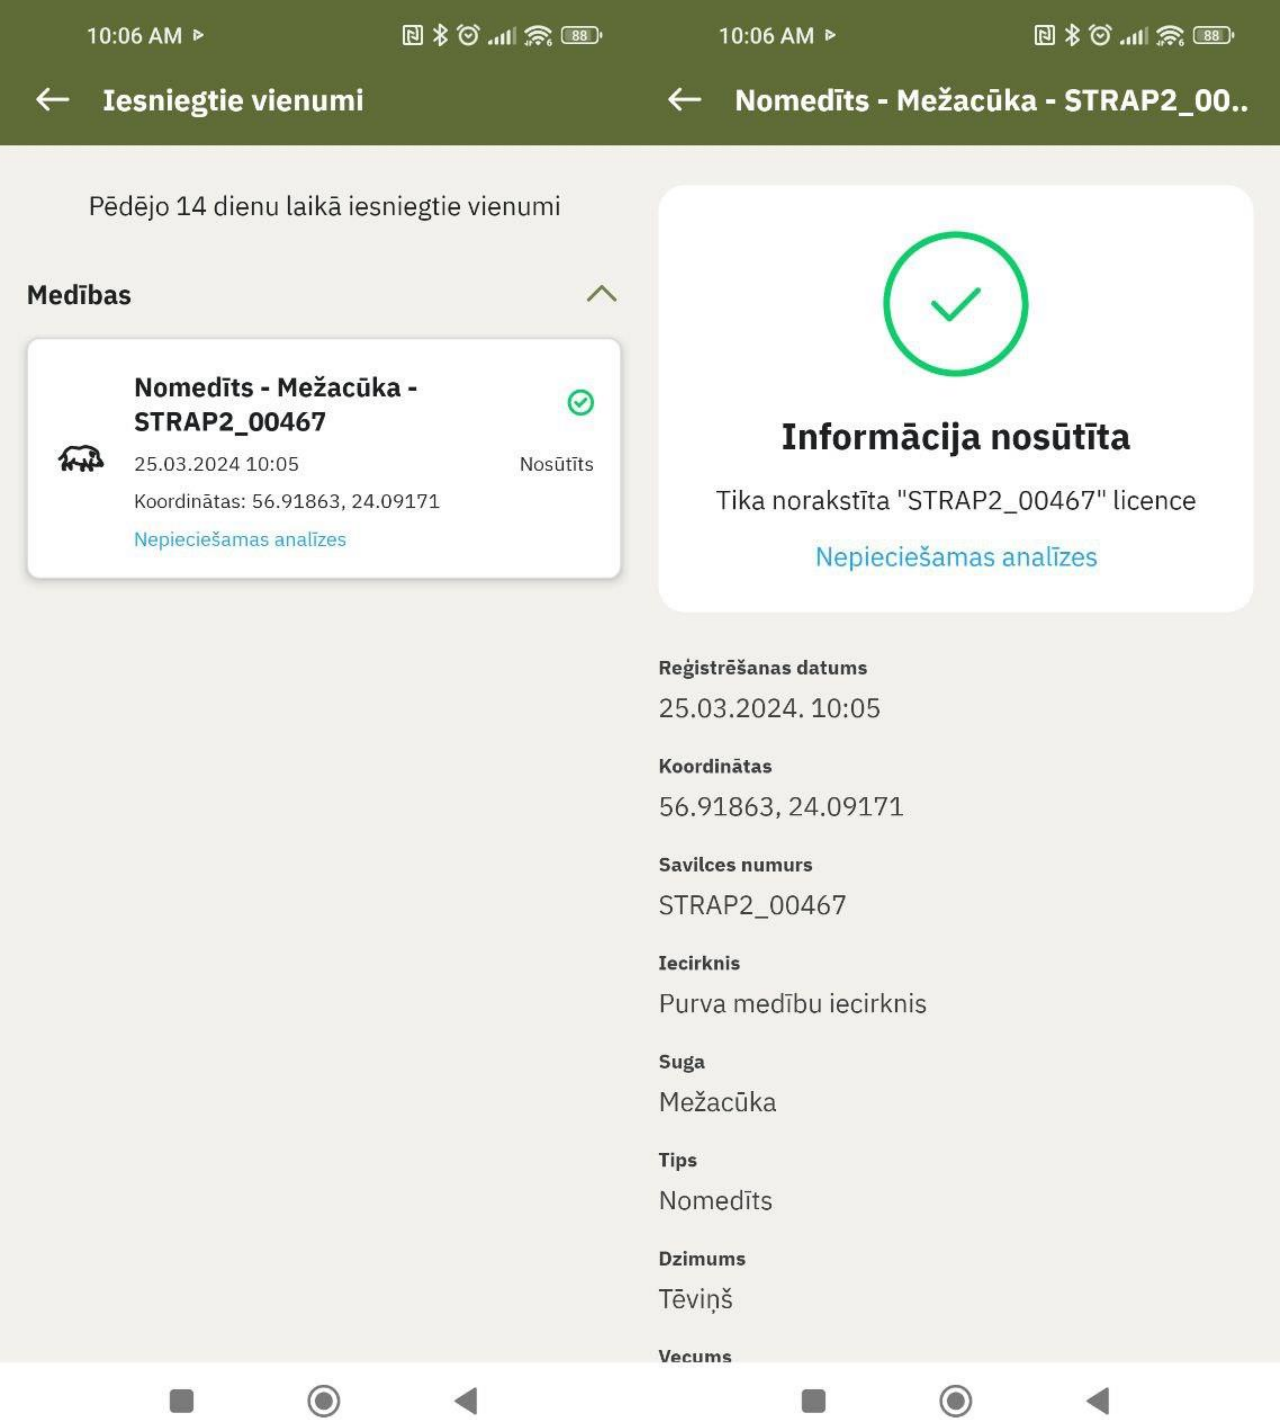 10:06 AM
88
Iesniegtie vienumi
Pēdējo 14 dienu laikā iesniegtie vienumi
Medības
Nomedīts - Mežacūka -
STRAP2_00467
25.03.2024 10:05
Nosūtīts
Koordinātas: 56.91863, 24.09171
Nepieciešamas analīzes
10:06 AM
88
Nomedīts - Mežacūka - STRAP2_00..
Informācija nosūtīta
Tika norakstīta "STRAP2_00467" licence
Nepieciešamas analīzes
Reģistrēšanas datums
25.03.2024. 10:05
Koordinātas
56.91863, 24.09171
Savilces numurs
STRAP2_00467
Iecirknis
Purva medību iecirknis
Suga
Mežacūka
Tips
Nomedīts
Dzimums
Tēviņš
Vecums